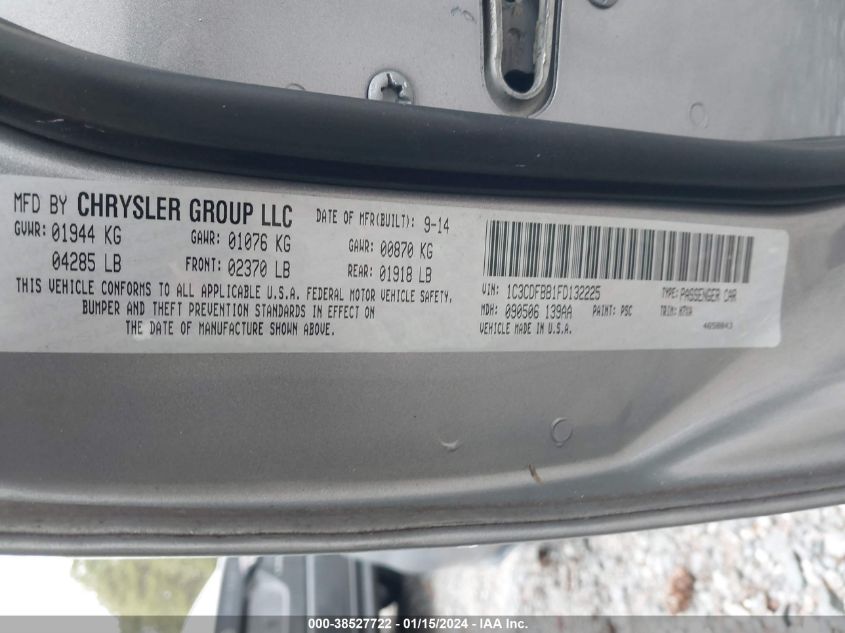 MFD BY CHRYSLER GROUP LLC DATE OF MFR(BUILT): 9-14
GVWR: 01944 KG GAWR: 01076 KG GAWR: 00870 KG
04285 LB FRONT: 02370 LB REAR: 01918 LB
THIS VEHICLE CONFORMS TO ALL APPLICABLE U.S.A. FEDERAL MOTOR VEHICLE SAFETY,
BUMPER AND THEFT PREVENTION STANDARDS IN EFFECT ON
THE DATE OF MANUFACTURE SHOWN ABOVE.
VIN: 1C3CDFBB1FD132225 TYPE: PASSENGER CAR
MDH: 090506 139AA PAINT: PSC TRIM:
VEHICLE MADE IN U.S.A.
000-38527722 - 01/15/2024 - IAA Inc.